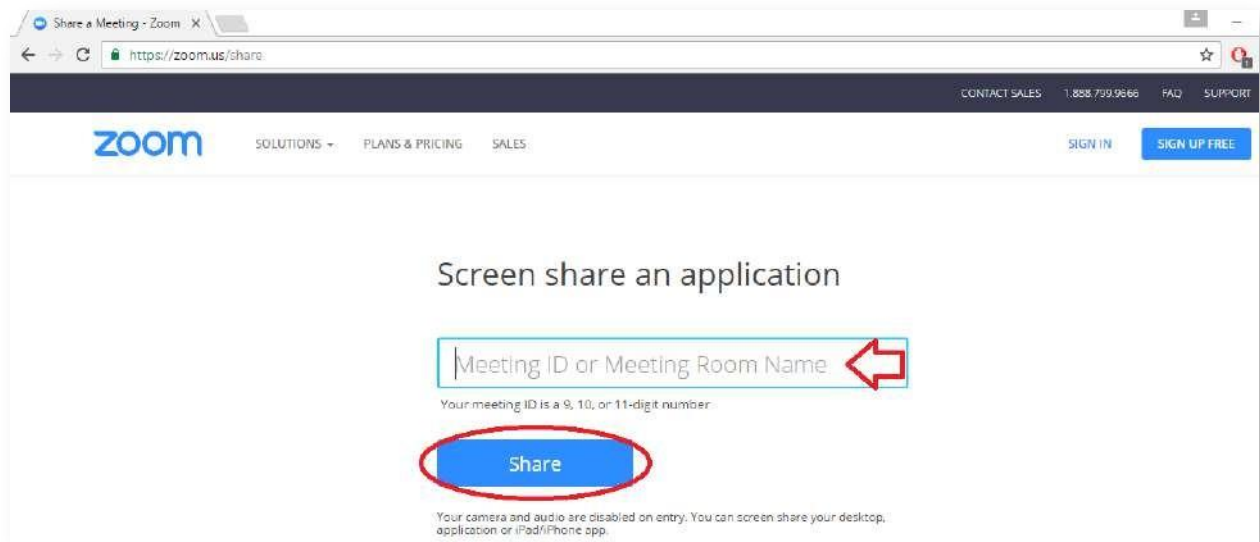 Share a Meeting - Zoom
https://zoom.us/share
CONTACT SALES 1.888.799.9666 FAQ SUPPORT
zoom SOLUTIONS PLANS & PRICING SALES SIGN IN SIGN UP FREE
Screen share an application
Meeting ID or Meeting Room Name
Your meeting ID is a 9, 10, or 11-digit number
Share
Your camera and audio are disabled on entry. You can screen share your desktop,
application or iPad/iPhone app.